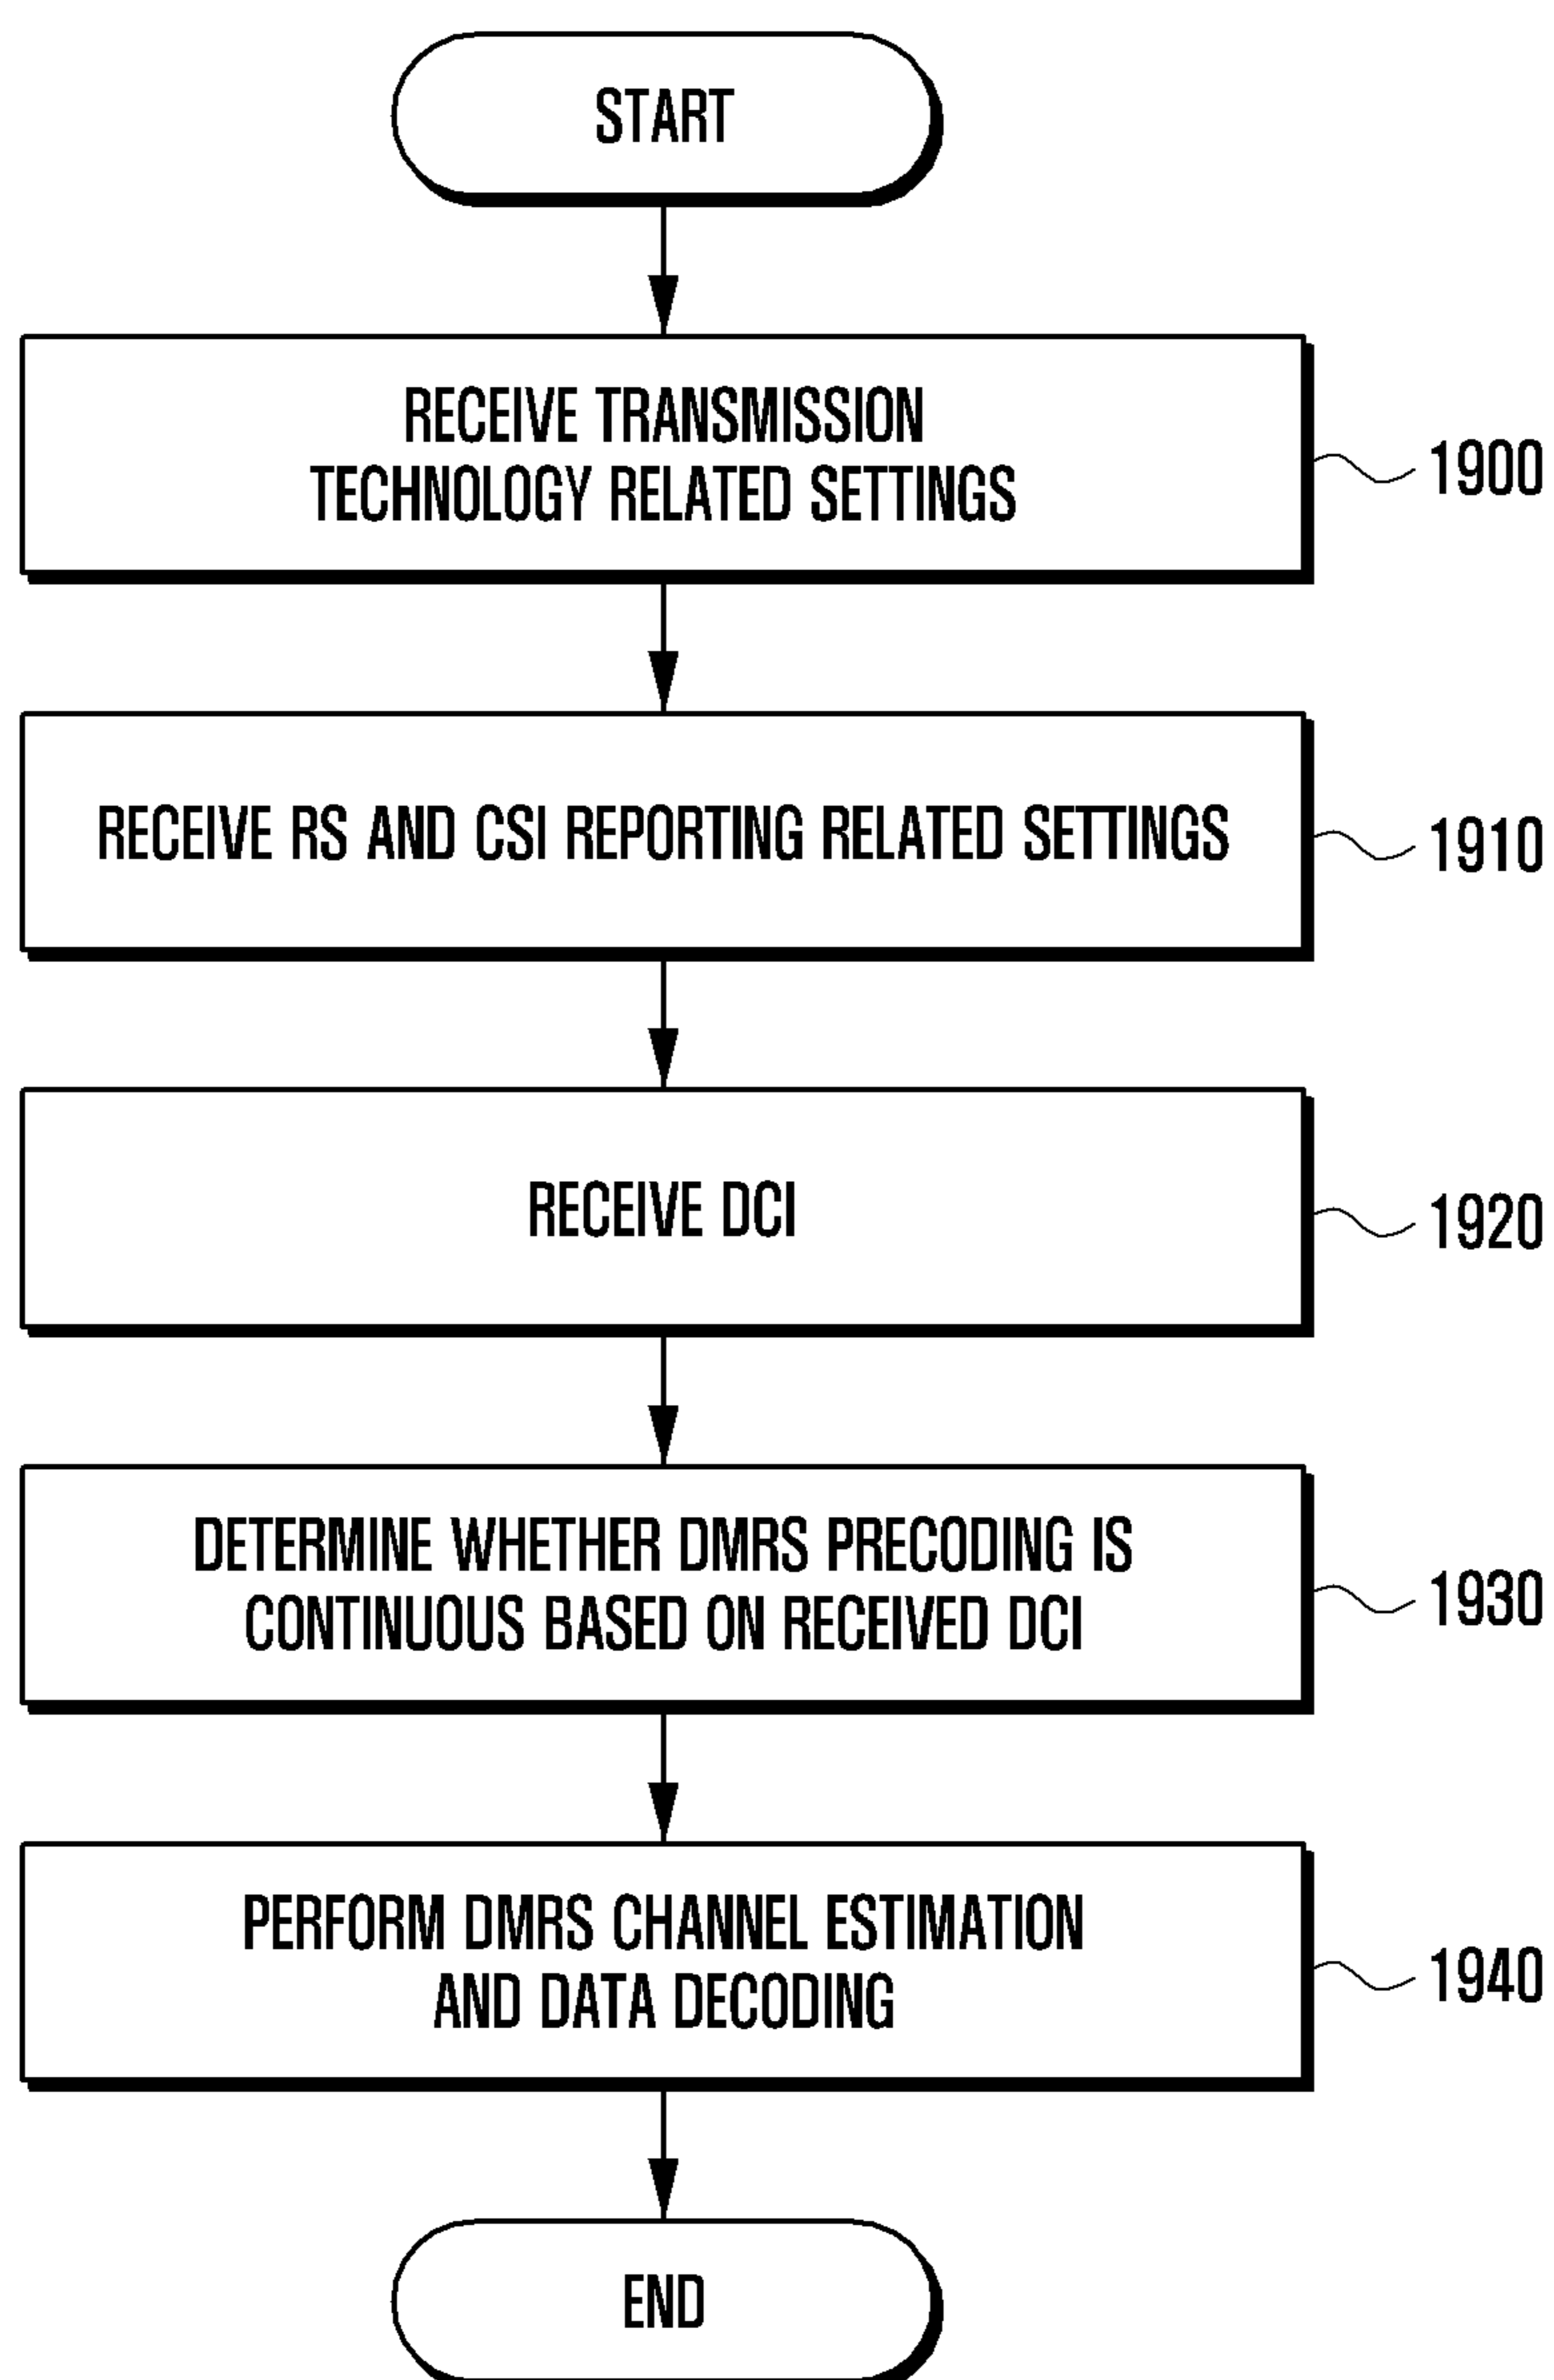 START
RECEIVE TRANSMISSION
TECHNOLOGY RELATED SETTINGS
1900
RECEIVE RS AND CSI REPORTING RELATED SETTINGS
1910
RECEIVE DCI
1920
DETERMINE WHETHER DMRS PRECODING IS
CONTINUOUS BASED ON RECEIVED DCI
1930
PERFORM DMRS CHANNEL ESTIMATION
AND DATA DECODING
1940
END